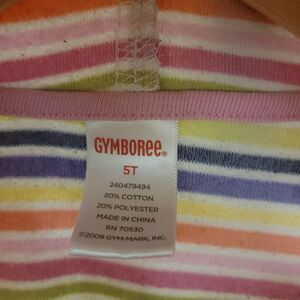 GYMBOREE®
5T
240479494
80% COTTON
20% POLYESTER
MADE IN CHINA
RN 70530
©2008 GYM-MARK, INC.